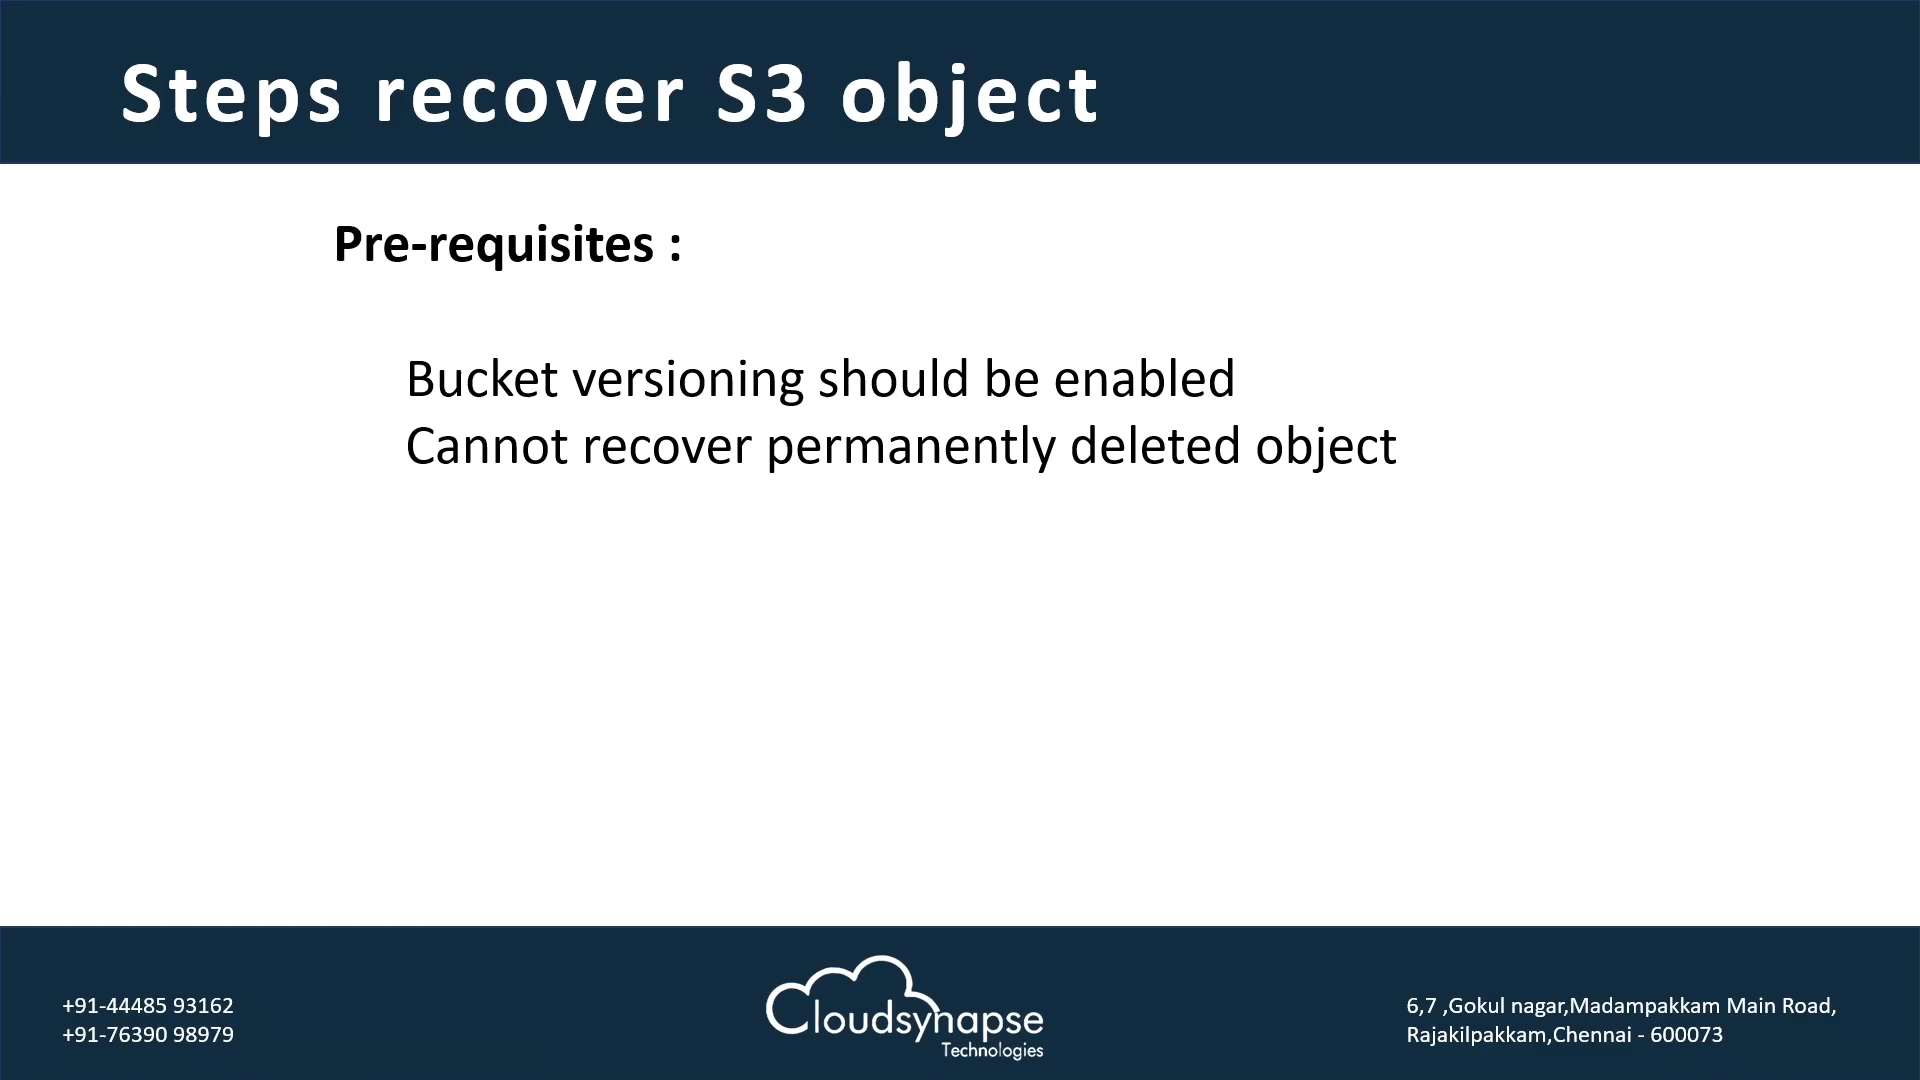 Steps recover S3 object
Pre-requisites :
Bucket versioning should be enabled
Cannot recover permanently deleted object
+91-44485 93162
+91-76390 98979
Cloudsynapse
Technologies
6,7 ,Gokul nagar,Madampakkam Main Road,
Rajakilpakkam,Chennai - 600073